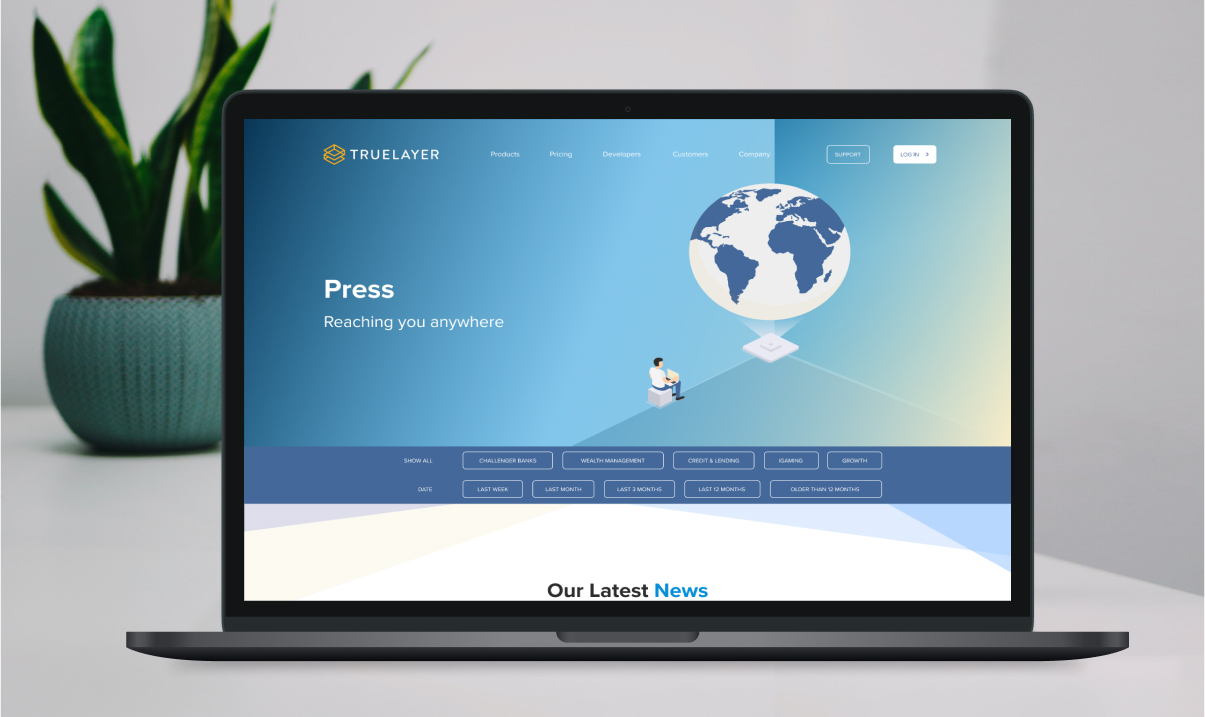 TRUELAYER Products Pricing Developers Customers Company SUPPORT LOG IN
Press
Reaching you anywhere
SHOW ALL CHALLENGER BANKS WEALTH MANAGEMENT CREDIT & LENDING IGAMING GROWTH
DATE LAST WEEK LAST MONTH LAST 3 MONTHS LAST 12 MONTHS OLDER THAN 12 MONTHS
Our Latest News